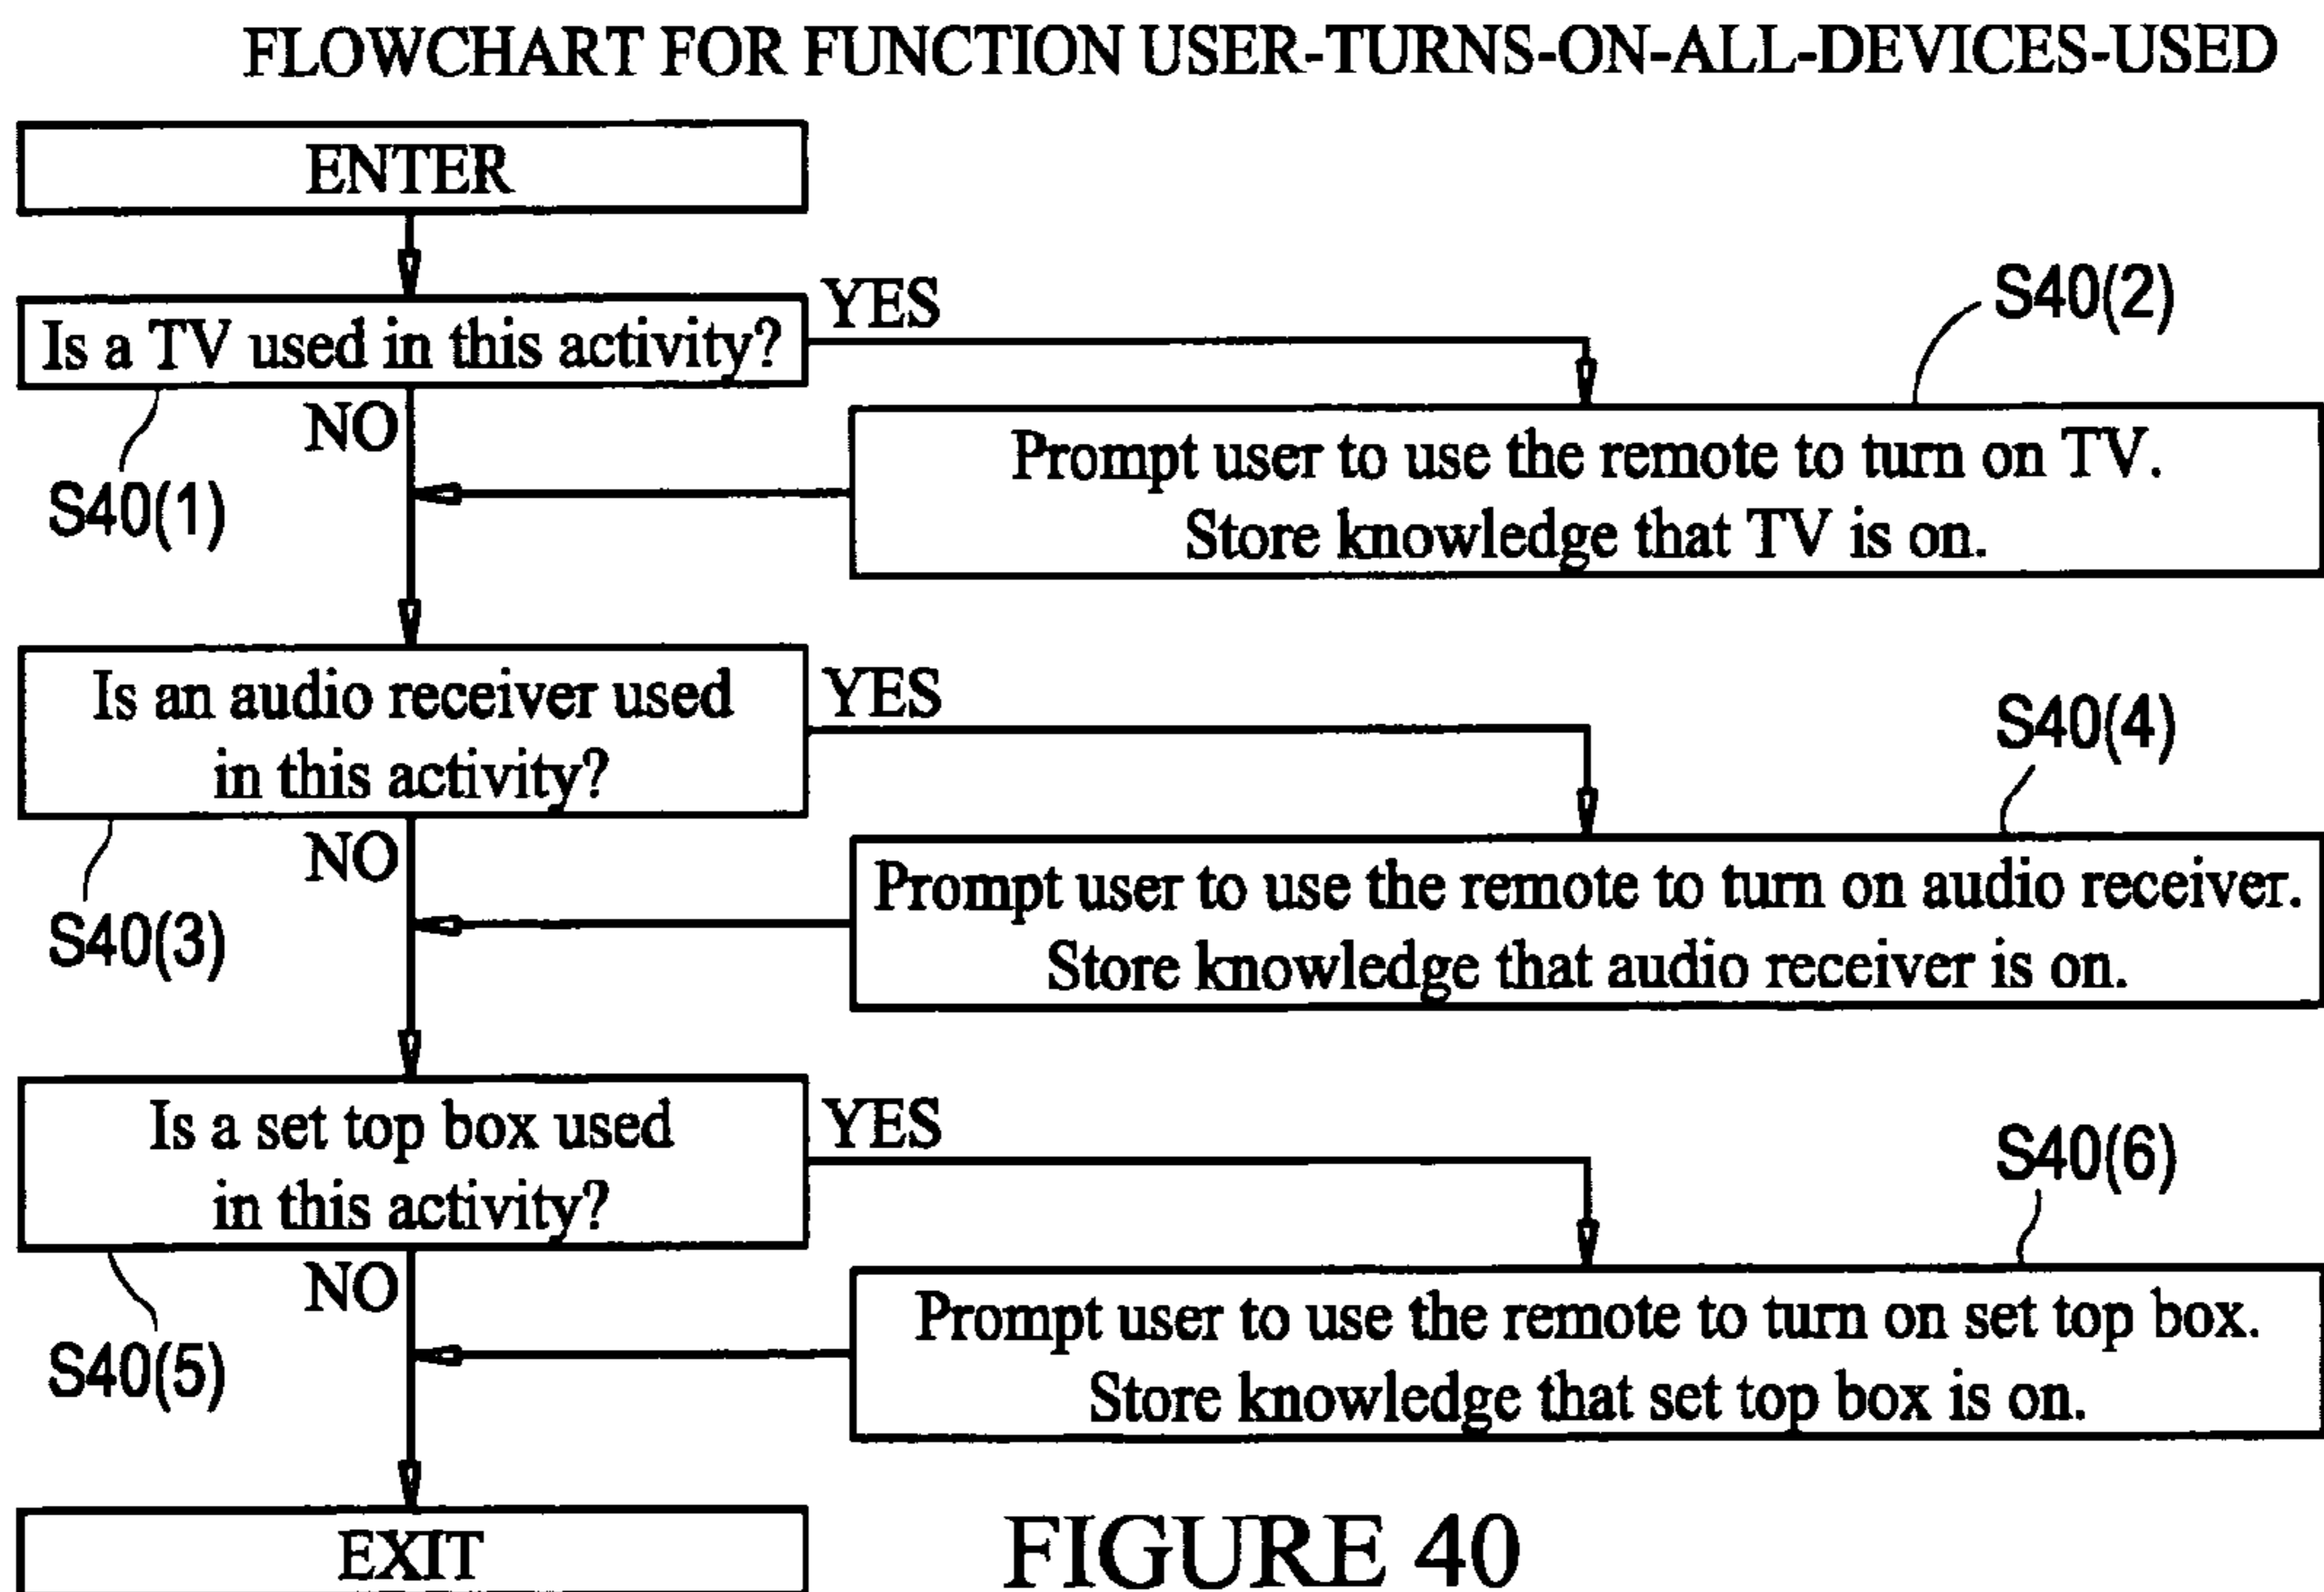 FLOWCHART FOR FUNCTION USER-TURNS-ON-ALL-DEVICES-USED
ENTER
Is a TV used in this activity?
YES
S40(2)
NO
S40(1)
Prompt user to use the remote to turn on TV.
Store knowledge that TV is on.
Is an audio receiver used
in this activity?
YES
S40(4)
NO
S40(3)
Prompt user to use the remote to turn on audio receiver.
Store knowledge that audio receiver is on.
Is a set top box used
in this activity?
YES
S40(6)
NO
S40(5)
Prompt user to use the remote to turn on set top box.
Store knowledge that set top box is on.
EXIT
FIGURE 40